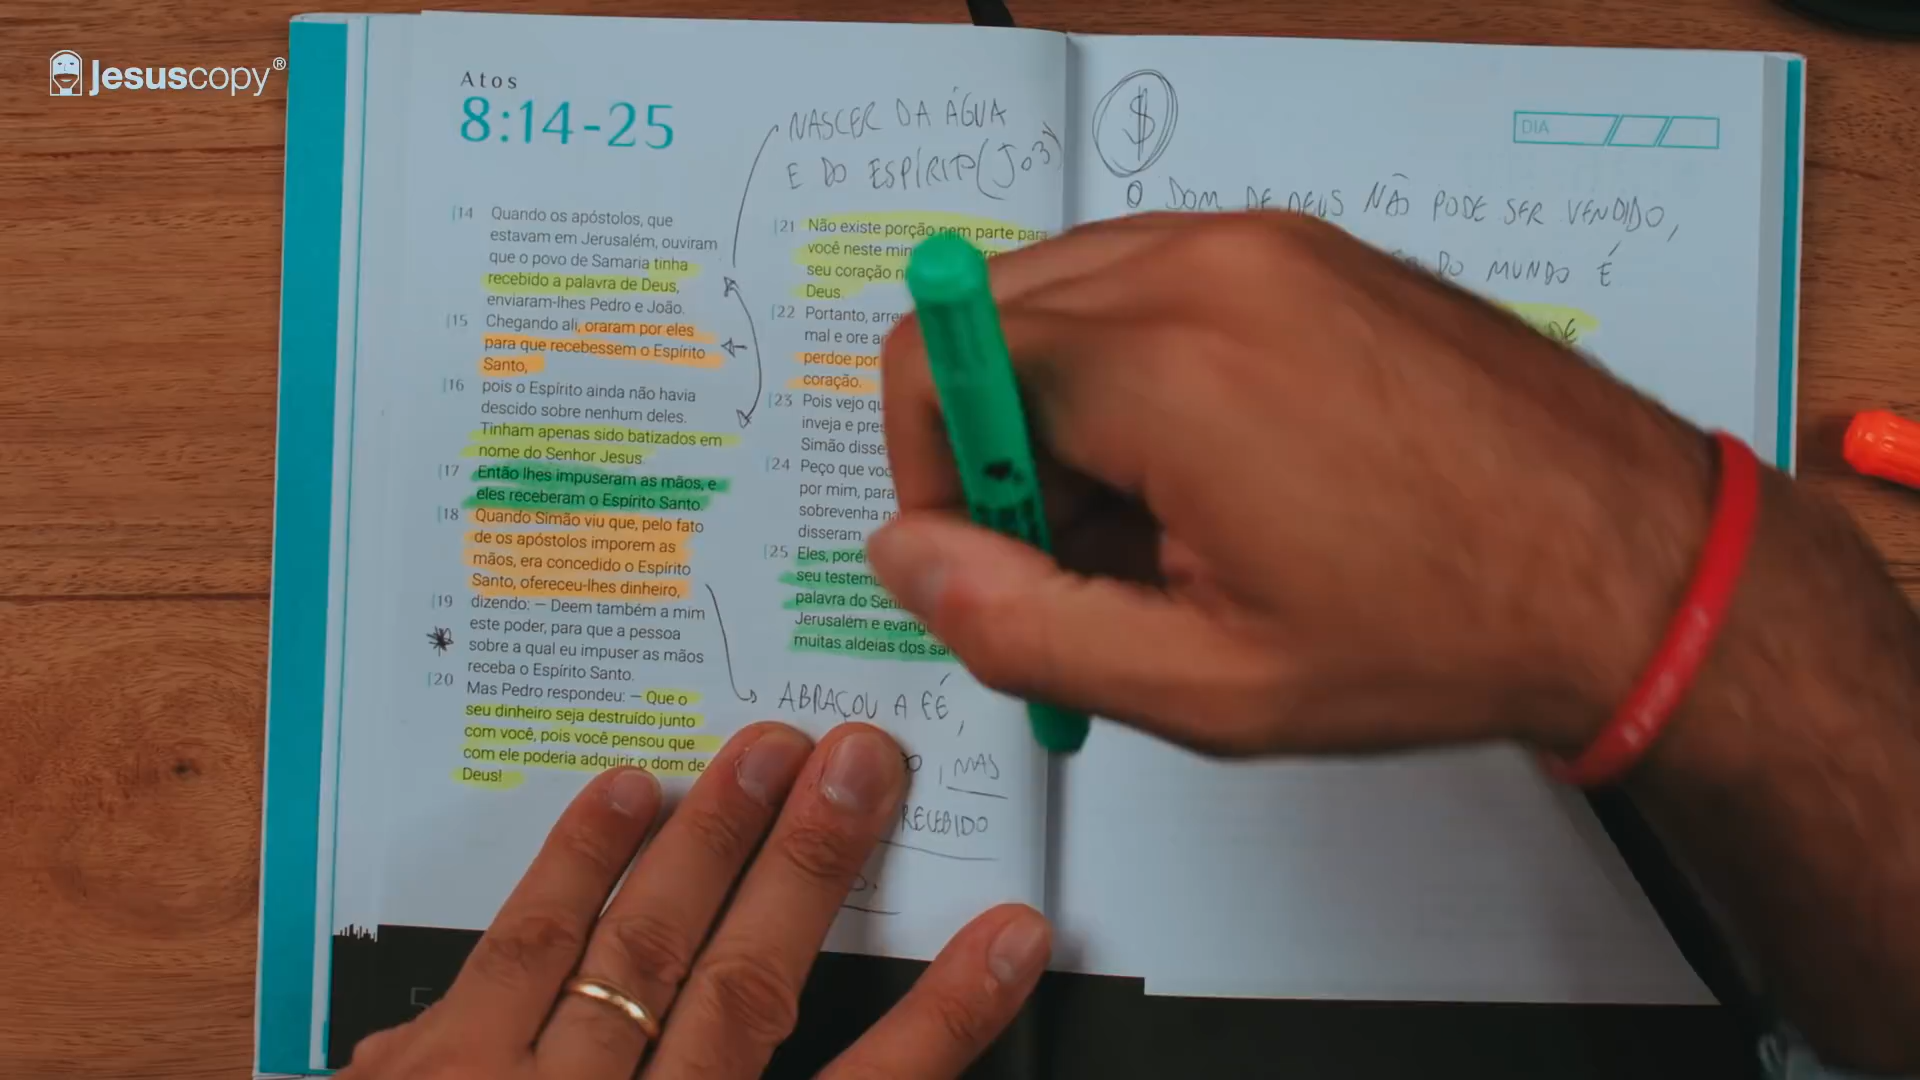 Jesuscopy®
Atos
8:14-25
NASCER DA ÁGUA
E DO ESPÍRITO (Jo3)
[14 Quando os apóstolos, que
estavam em Jerusalém, ouviram
que o povo de Samaria tinha
recebido a palavra de Deus,
enviaram-lhes Pedro e João.
[15 Chegando ali, oraram por eles
para que recebessem o Espírito
Santo,
[16 pois o Espírito ainda não havia
descido sobre nenhum deles.
Tinham apenas sido batizados em
nome do Senhor Jesus.
[17 Então lhes impuseram as mãos, e
eles receberam o Espírito Santo.
[18 Quando Simão viu que, pelo fato
de os apóstolos imporem as
mãos, era concedido o Espírito
Santo, ofereceu-lhes dinheiro,
[19 dizendo: — Deem também a mim
este poder, para que a pessoa
sobre a qual eu impuser as mãos
receba o Espírito Santo.
[20 Mas Pedro respondeu: — Que o
seu dinheiro seja destruído junto
com você, pois você pensou que
com ele poderia adquirir o dom de
Deus!
[21 Não existe porção nem parte para
você neste
seu coração
Deus.
[22 Portanto,
mal e ore
perdoe por
coração.
[23 Pois vejo
inveja e
Simão disse
[24 Peço que
por mim, para
sobrevenha
disseram.
[25 Eles,
seu
palavra do
Jerusalém e
muitas aldeias dos
ABRAÇOU A FÉ,
MAS
RECEBIDO
$
O DOM DE DEUS NÃO PODE SER VENDIDO,
DO MUNDO É
DE
DIA